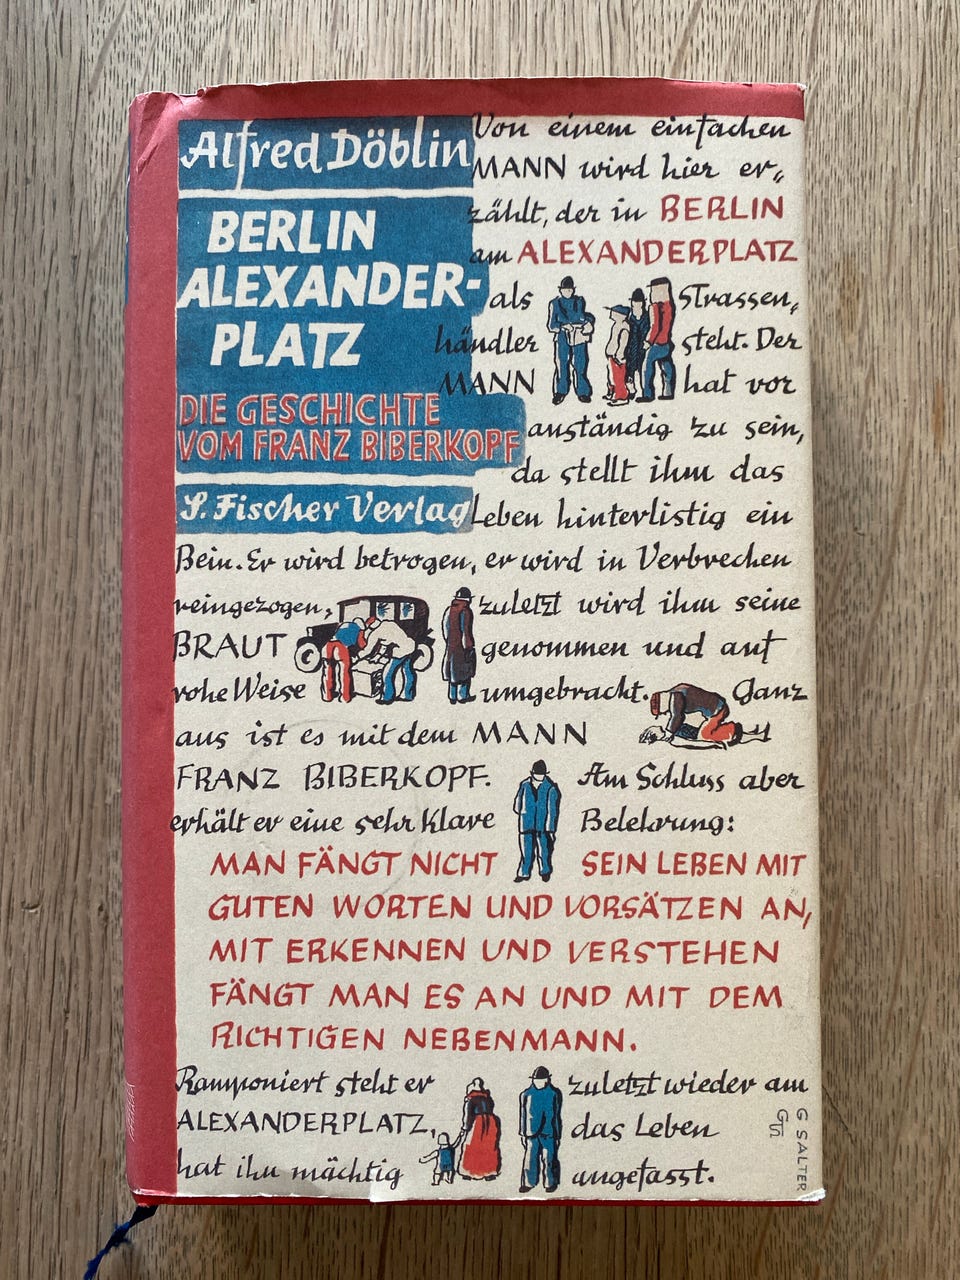 Alfred Döblin
BERLIN
ALEXANDER-
PLATZ
DIE GESCHICHTE
VOM FRANZ BIBERKOPF
S. Fischer Verlag
Von einem einfachen
MANN wird hier er-
zählt, der in BERLIN
am ALEXANDERPLATZ
als Strassen-
händler steht. Der
MANN hat vor
anständig zu sein,
da stellt ihm das
Leben hinterlistig ein
Bein. Er wird betrogen, er wird in Verbrechen
reingezogen, zuletzt wird ihm seine
BRAUT genommen und auf
rohe Weise umgebracht. Ganz
aus ist es mit dem MANN
FRANZ BIBERKOPF. Am Schluss aber
erhält er eine sehr klare Belehrung:
MAN FÄNGT NICHT SEIN LEBEN MIT
GUTEN WORTEN UND VORSÄTZEN AN,
MIT ERKENNEN UND VERSTEHEN
FÄNGT MAN ES AN UND MIT DEM
RICHTIGEN NEBENMANN.
Ramponiert steht er zuletzt wieder am
ALEXANDERPLATZ, das Leben
hat ihn mächtig angefasst.
G SALTER